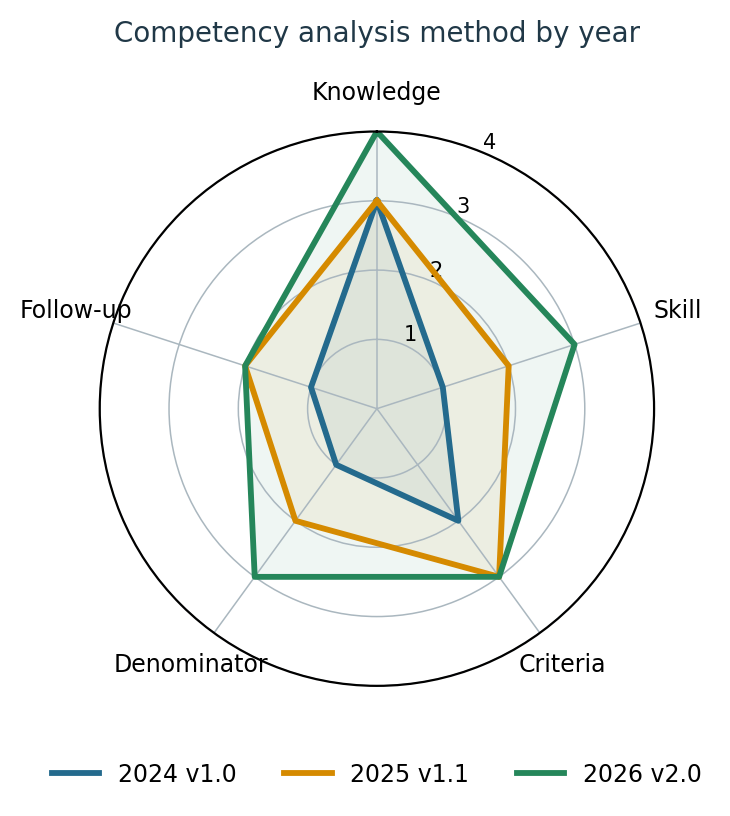 Competency analysis method by year
Knowledge
4
3
2
1
Follow-up
Skill
Denominator
Criteria
2024 v1.0
2025 v1.1
2026 v2.0